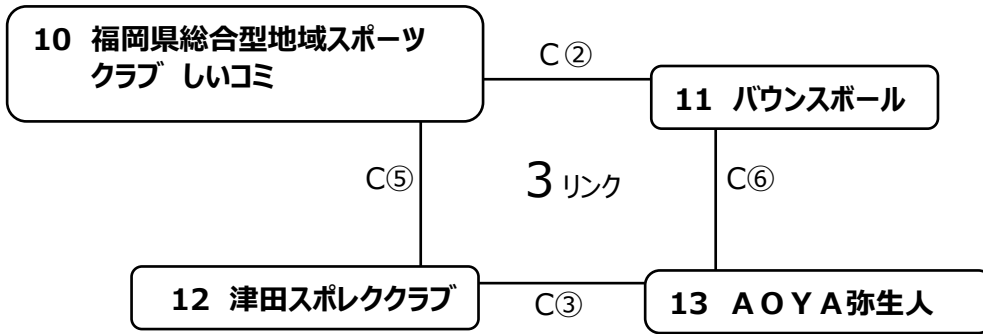 10 福岡県総合型地域スポーツ
クラブ しいコミ
C②
11 バウンスボール
C⑤
3 リンク
C⑥
12 津田スポレククラブ
C③
13 AOYA弥生人